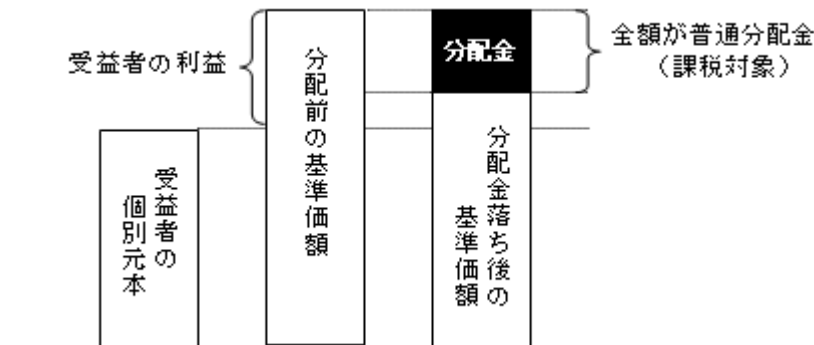 受益者の利益
分配前の基準価額
分配金
全額が普通分配金
（課税対象）
受益者の
個別元本
分配金落ち後の
基準価額